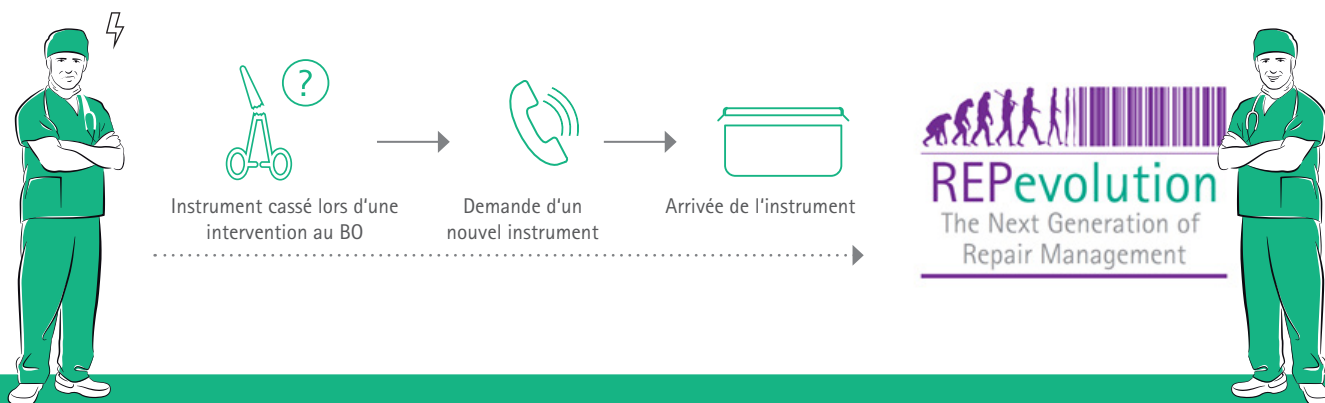 ?
Instrument cassé lors d‘une
intervention au BO
Demande d‘un
nouvel instrument
Arrivée de l‘instrument
REPevolution
The Next Generation of
Repair Management